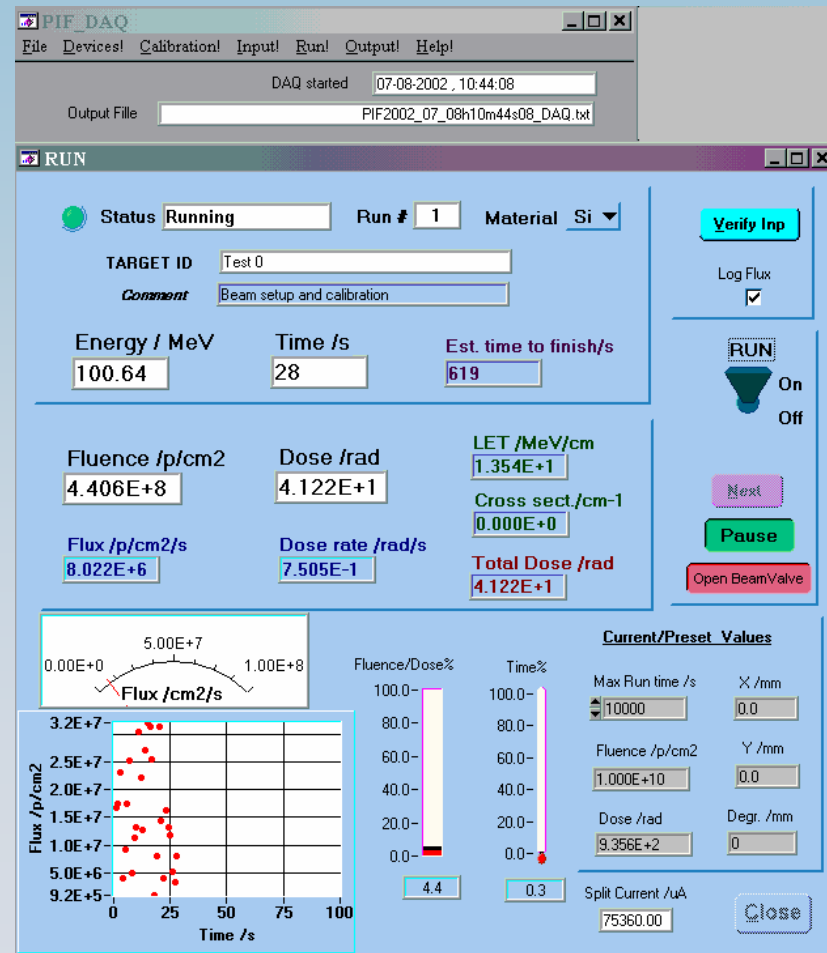 PIF_DAQ
File Devices! Calibration! Input! Run! Output! Help!
DAQ started 07-08-2002 , 10:44:08
Output Fille PIF2002_07_08h10m44s08_DAQ.txt
RUN
Status Running Run # 1 Material Si
Verify Inp
TARGET ID Test 0
Log Flux
Comment Beam setup and calibration
Energy / MeV Time /s Est. time to finish/s
100.64 28 619
RUN
On
Off
Fluence /p/cm2 Dose /rad LET /MeV/cm
4.406E+8 4.122E+1 1.354E+1
Cross sect./cm-1
0.000E+0
Next
Flux /p/cm2/s Dose rate /rad/s Total Dose /rad
8.022E+6 7.505E-1 4.122E+1
Pause
Open BeamValve
0.00E+0 5.00E+7 1.00E+8
Flux /cm2/s
Flux /p/cm2
3.2E+7
2.5E+7
2.0E+7
1.5E+7
1.0E+7
5.0E+6
9.2E+5
0 25 50 75 100
Time /s
Fluence/Dose%
100.0
80.0
60.0
40.0
20.0
0.0
4.4
Time%
100.0
80.0
60.0
40.0
20.0
0.0
0.3
Current/Preset Values
Max Run time /s X /mm
10000 0.0
Fluence /p/cm2 Y /mm
1.000E+10 0.0
Dose /rad Degr. /mm
9.356E+2 0
Split Current /uA
75360.00
Close